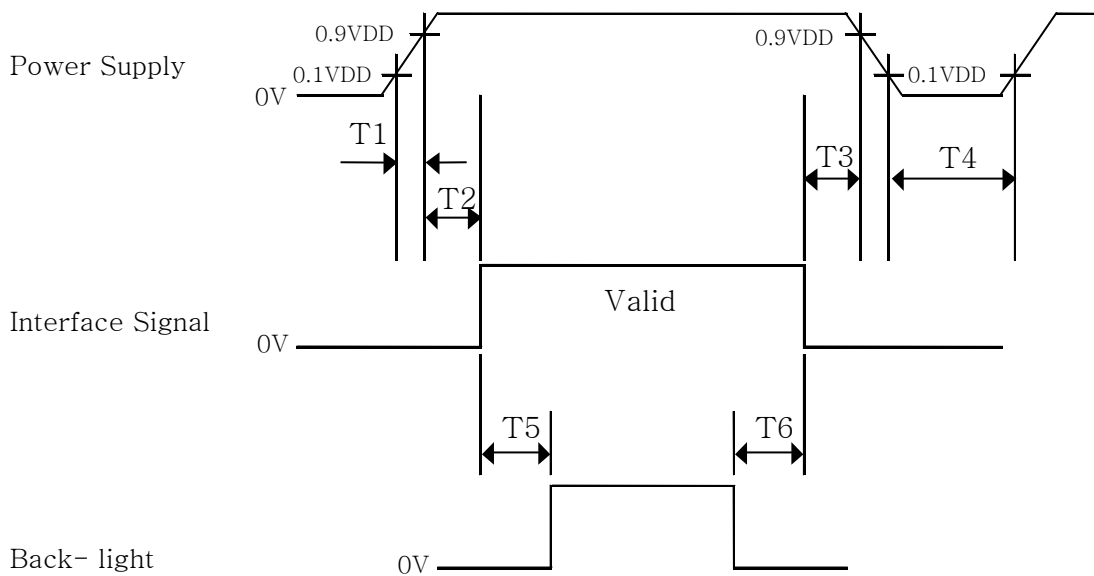 0.9VDD
0.9VDD
Power Supply
0.1VDD
0.1VDD
0V
T1
T3
T4
T2
Valid
Interface Signal
0V
T5
T6
Back- light
0V